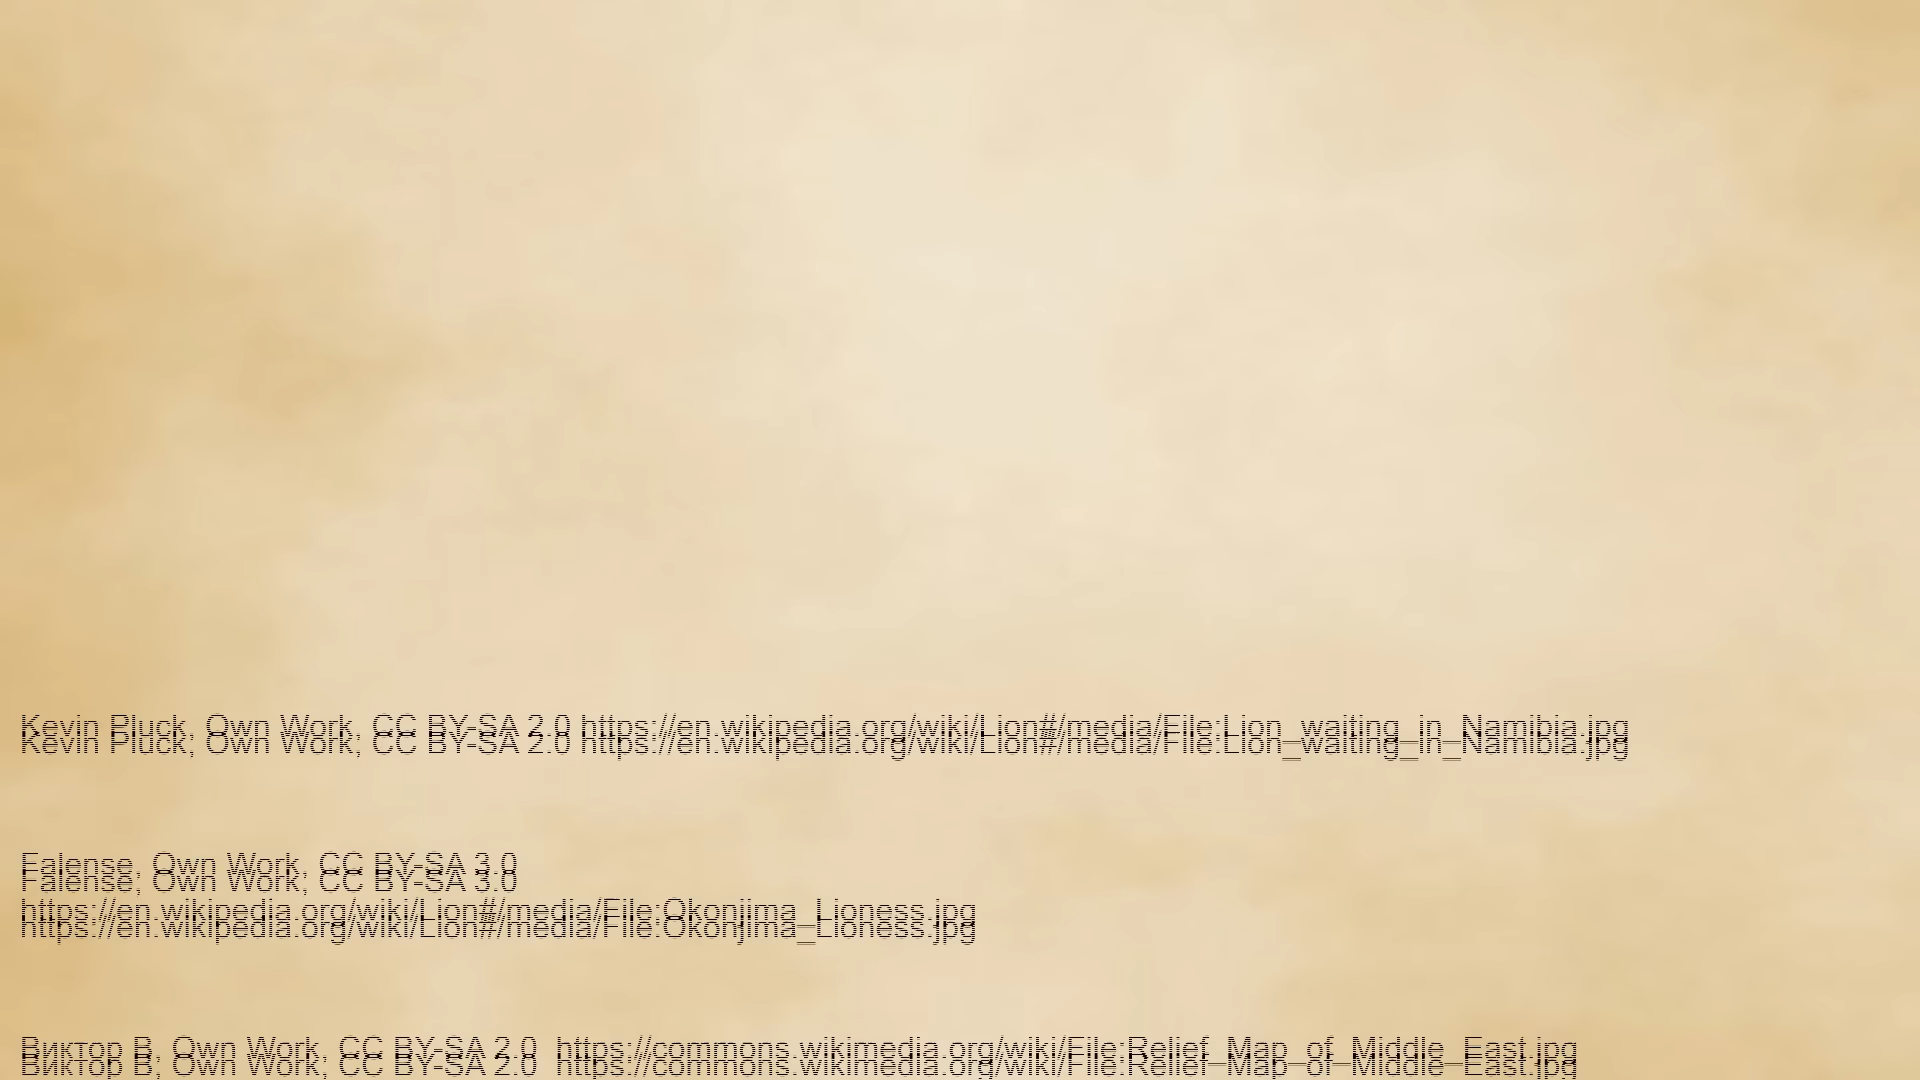 Kevin Pluck, Own Work, CC BY-SA 2.0 https://en.wikipedia.org/wiki/Lion#/media/File:Lion_waiting_in_Namibia.jpg
Falense, Own Work, CC BY-SA 3.0
https://en.wikipedia.org/wiki/Lion#/media/File:Okonjima_Lioness.jpg
Виктор В, Own Work, CC BY-SA 2.0  https://commons.wikimedia.org/wiki/File:Relief_Map_of_Middle_East.jpg